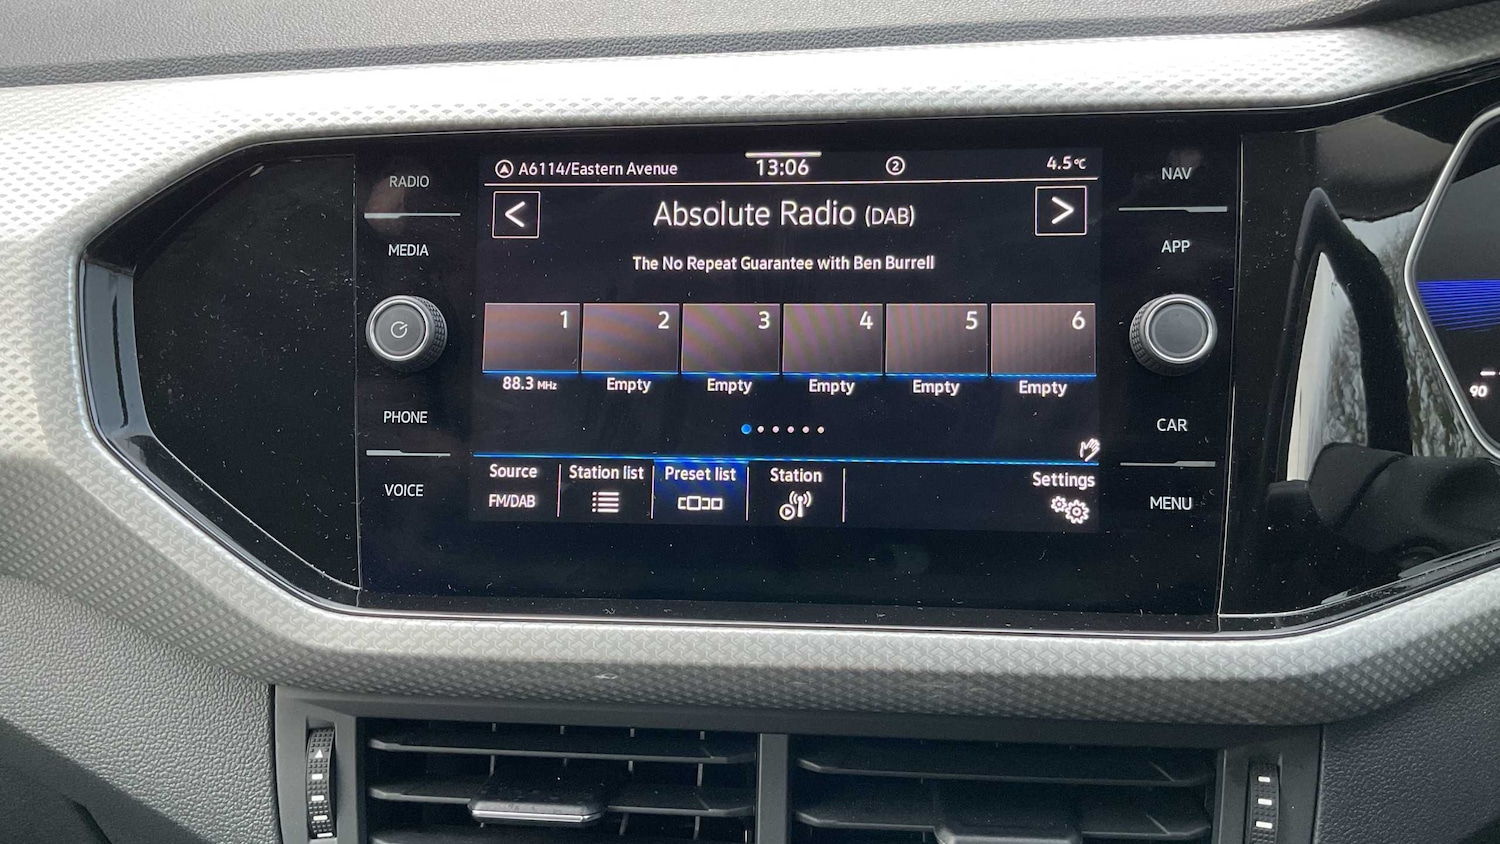 RADIO
MEDIA
PHONE
VOICE
A6114/Eastern Avenue 13:06 2 4.5°C
< Absolute Radio (DAB) >
The No Repeat Guarantee with Ben Burrell
1 2 3 4 5 6
88.3 MHz Empty Empty Empty Empty Empty
Source Station list Preset list Station Settings
FM/DAB
NAV
APP
CAR
MENU
90